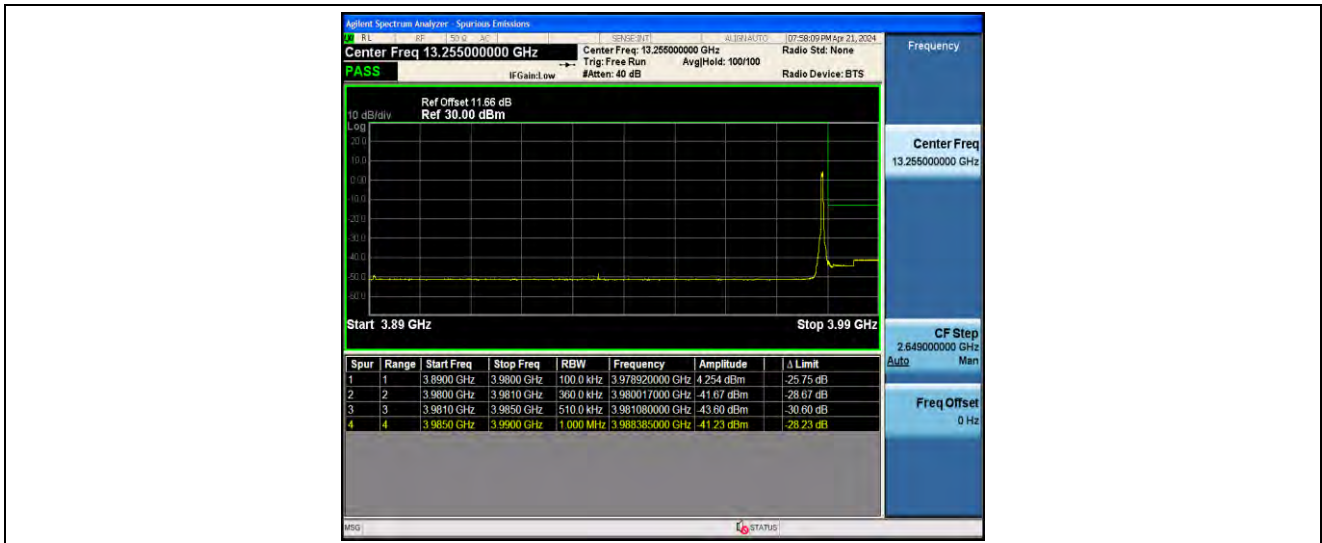 Agilent Spectrum Analyzer - Spurious Emissions
RL RF 50 Ω AC SENSE:INT ALIGN AUTO 07:58:09 PM Apr 21, 2024
Center Freq 13.255000000 GHz
Center Freq: 13.255000000 GHz
Radio Std: None
Trig: Free Run Avg|Hold: 100/100
PASS
IFGain:Low
#Atten: 40 dB
Radio Device: BTS
Ref Offset 11.66 dB
10 dB/div Ref 30.00 dBm
Log
20.0
10.0
0.00
-10.0
-20.0
-30.0
-40.0
-50.0
-60.0
Start 3.89 GHz Stop 3.99 GHz
Spur Range Start Freq Stop Freq RBW Frequency Amplitude Δ Limit
1 1 3.8900 GHz 3.9800 GHz 100.0 kHz 3.978920000 GHz 4.254 dBm -25.75 dB
2 2 3.9800 GHz 3.9810 GHz 360.0 kHz 3.980017000 GHz -41.67 dBm -28.67 dB
3 3 3.9810 GHz 3.9850 GHz 510.0 kHz 3.981080000 GHz -43.60 dBm -30.60 dB
4 4 3.9850 GHz 3.9900 GHz 1.000 MHz 3.988385000 GHz -41.23 dBm -28.23 dB
MSG STATUS
Frequency
Center Freq
13.255000000 GHz
CF Step
2.649000000 GHz
Auto Man
Freq Offset
0 Hz